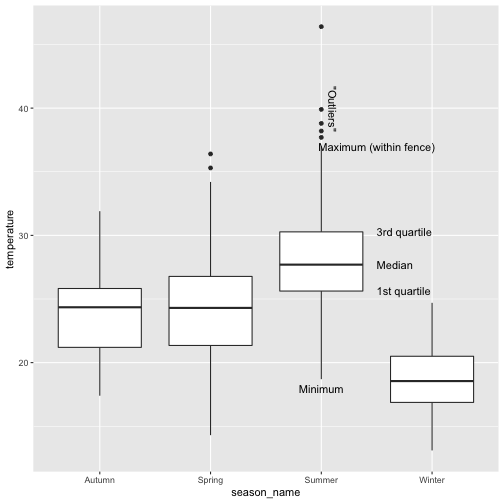 "Outliers"
40
Maximum (within fence)
3rd quartile
30
Median
1st quartile
20
Minimum
temperature
Autumn Spring Summer Winter
season_name